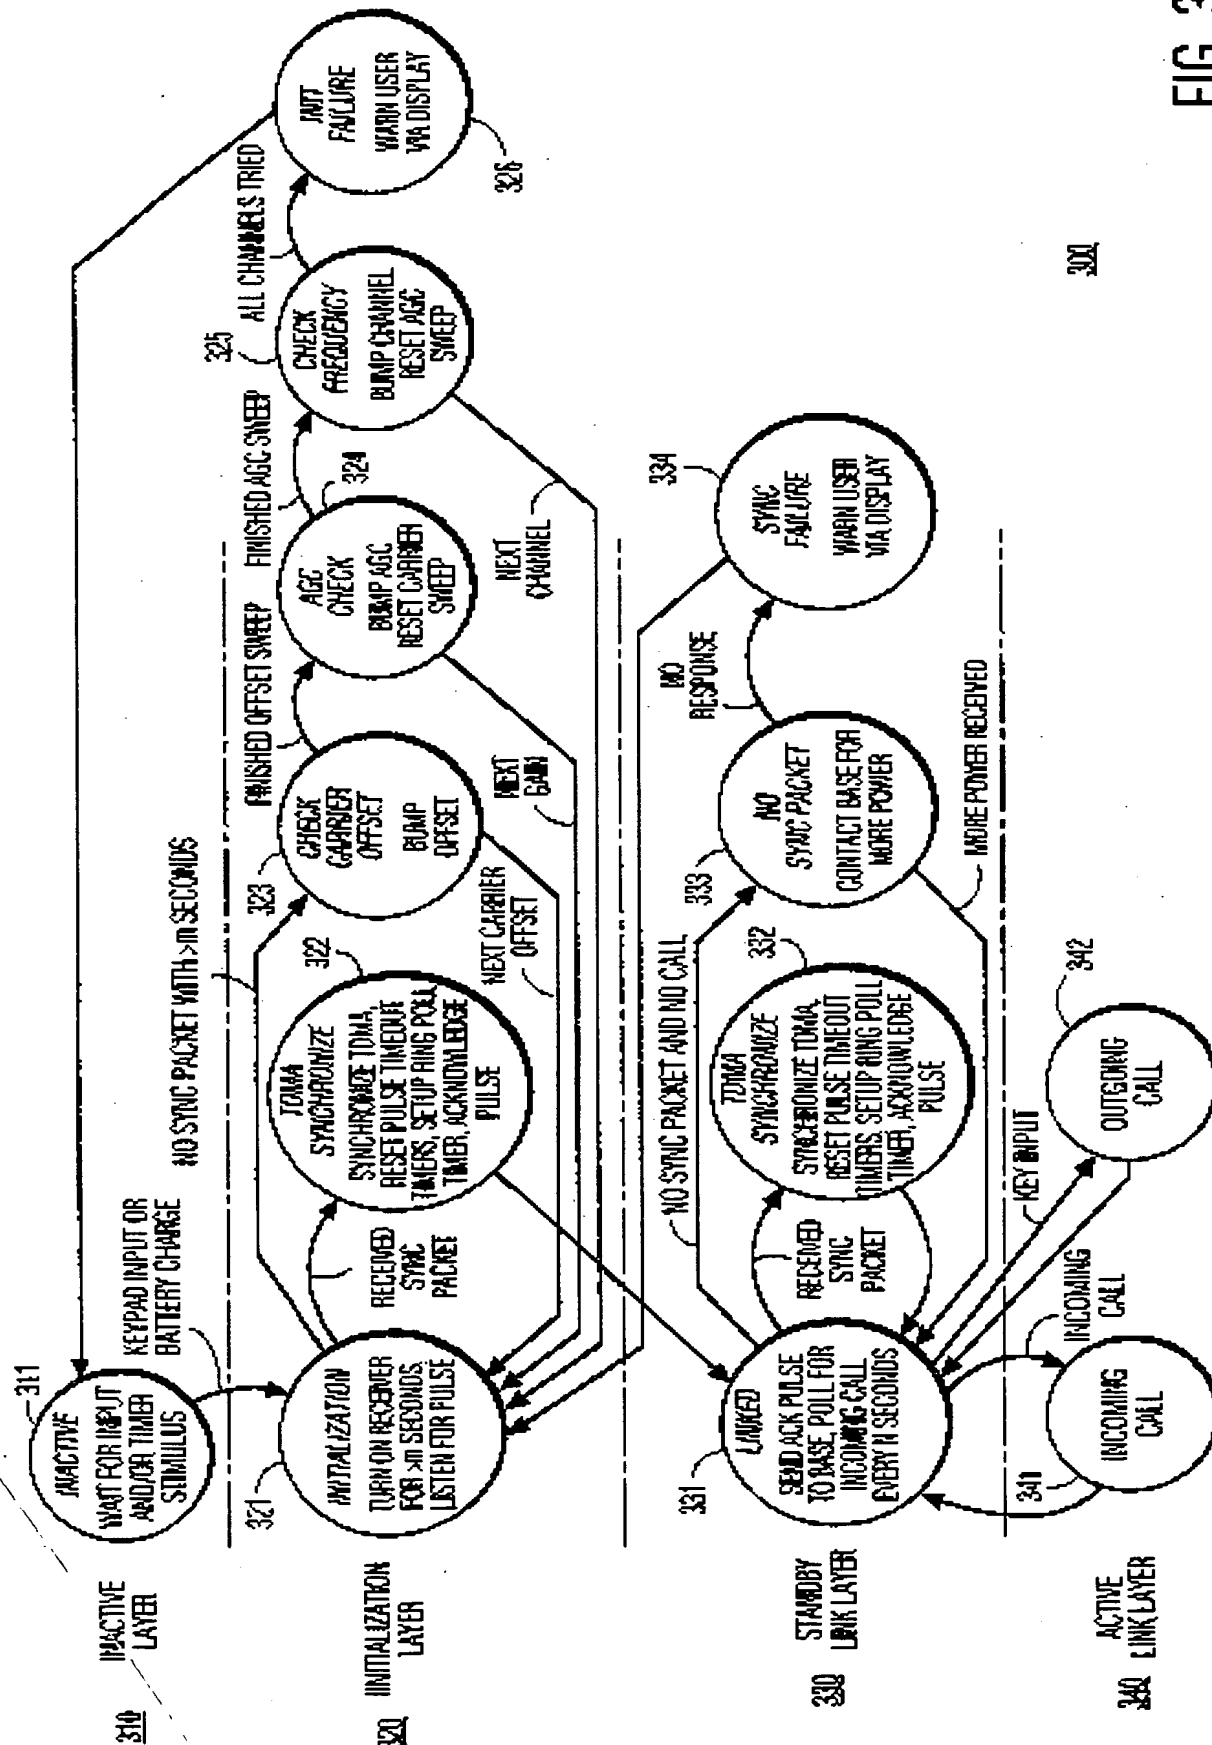 310
INACTIVE
LAYER
311
INACTIVE
WAIT FOR INPUT
AND/OR TIMER
STIMULUS
KEYPAD INPUT OR
BATTERY CHARGE
NO SYNC PACKET WITH >m SECONDS
320
INITIALIZATION
LAYER
321
INITIALIZATION
TURN ON RECEIVER
FOR >m SECONDS,
LISTEN FOR PULSE
RECEIVED
SYNC
PACKET
322
TDMA
SYNCHRONIZE
SYNCHRONIZE TDMA,
RESET PULSE TIMEOUT
TIMERS, SETUP RING POLL
TIMER, ACKNOWLEDGE
PULSE
323
CHECK
CARRIER
OFFSET
BUMP
OFFSET
NEXT CARRIER
OFFSET
FINISHED OFFSET SWEEP
324
AGC
CHECK
BUMP AGC
RESET CARRIER
SWEEP
NEXT
GAIN
FINISHED AGC SWEEP
325
CHECK
FREQUENCY
BUMP CHANNEL
RESET AGC
SWEEP
NEXT
CHANNEL
ALL CHANNELS TRIED
326
INIT
FAILURE
WARN USER
VIA DISPLAY
330
STANDBY
LINK LAYER
331
LINKED
SEND ACK PULSE
TO BASE, POLL FOR
INCOMING CALL
EVERY N SECONDS
RECEIVED
SYNC
PACKET
NO SYNC PACKET AND NO CALL
332
TDMA
SYNCHRONIZE
SYNCHRONIZE TDMA,
RESET PULSE TIMEOUT
TIMERS, SETUP RING POLL
TIMER, ACKNOWLEDGE
PULSE
333
NO
SYNC PACKET
CONTACT BASE FOR
MORE POWER
MORE POWER RECEIVED
NO
RESPONSE
334
SYNC
FAILURE
WARN USER
VIA DISPLAY
340
ACTIVE
LINK LAYER
341
INCOMING
CALL
INCOMING
CALL
KEY INPUT
342
OUTGOING
CALL
300
FIG. 3